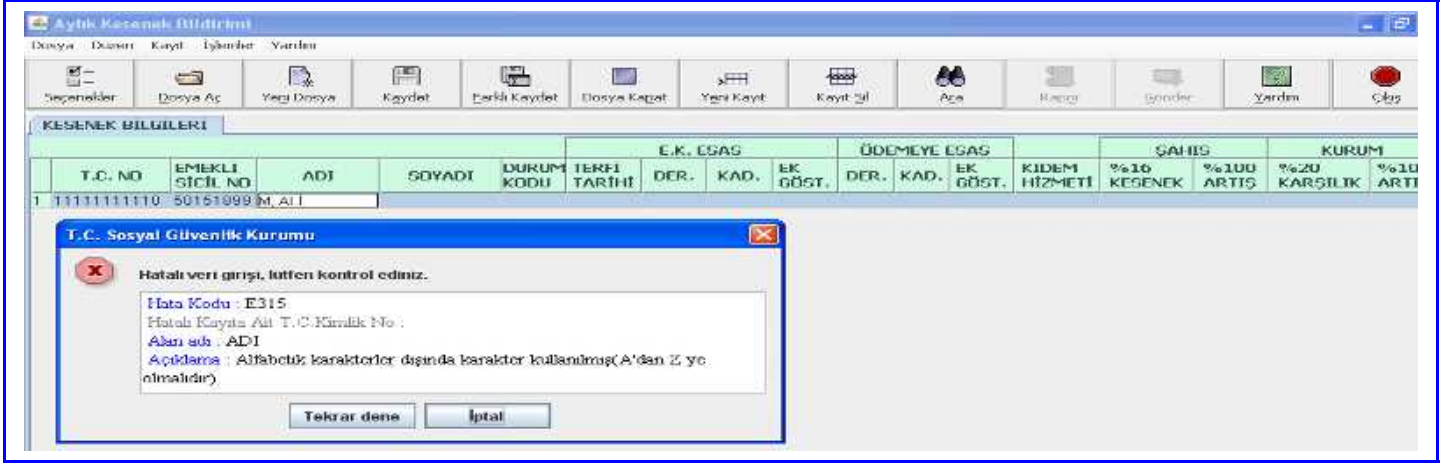 Aylık Kesenek Bildirimi
Dosya Düzen Kayıt İşlemler Yardım
Seçenekler Dosya Aç Yeni Dosya Kaydet Farklı Kaydet Dosya Kapat Yeni Kayıt Kayıt Sil Ara Rapor Gönder Yardım Çıkış
KESENEK BİLGİLERİ
E.K. ESAS ÖDEMEYE ESAS ŞAHIS KURUM
T.C. NO EMEKLİ SİCİL NO ADI SOYADI DURUM KODU TERFİ TARİHİ DER. KAD. EK GÖST. DER. KAD. EK GÖST. KIDEM HİZMETİ %16 KESENEK %100 ARTIŞ %20 KARŞILIK %10 ARTI
1 11111111110 50151899 M, ALİ
T.C. Sosyal Güvenlik Kurumu
Hatalı veri girişi, lütfen kontrol ediniz.
Hata Kodu : E315
Hatalı Kayıta Ait T.C.Kimlik No :
Alan adı : ADI
Açıklama : Alfabetik karakterler dışında karakter kullanılmış(A'dan Z ye
olmalıdır)
Tekrar dene İptal